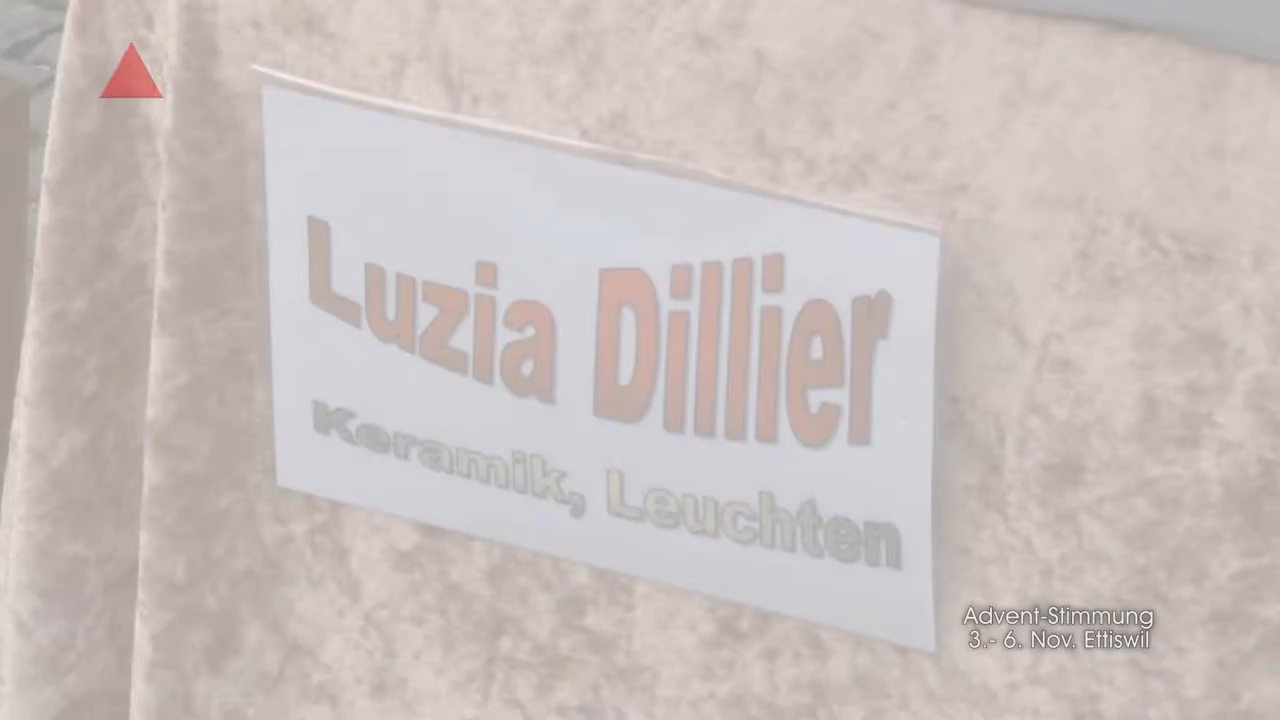 Luzia Dillier
Keramik, Leuchten
Advent-Stimmung
3.- 6. Nov. Ettiswil